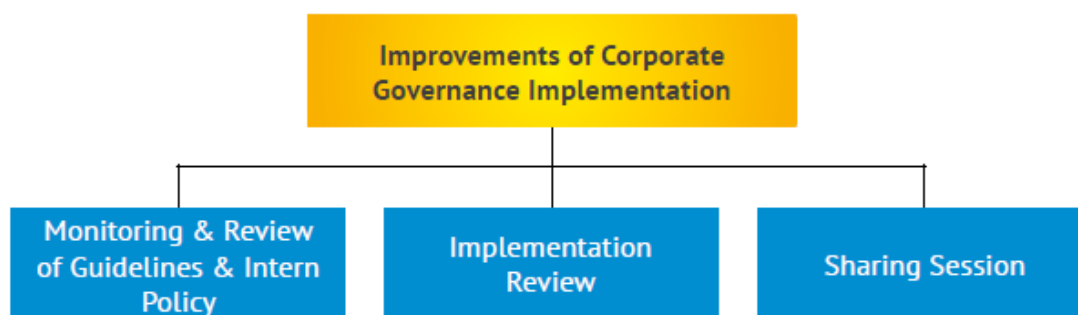 Improvements of Corporate
Governance Implementation
Monitoring & Review
of Guidelines & Intern
Policy
Implementation
Review
Sharing Session